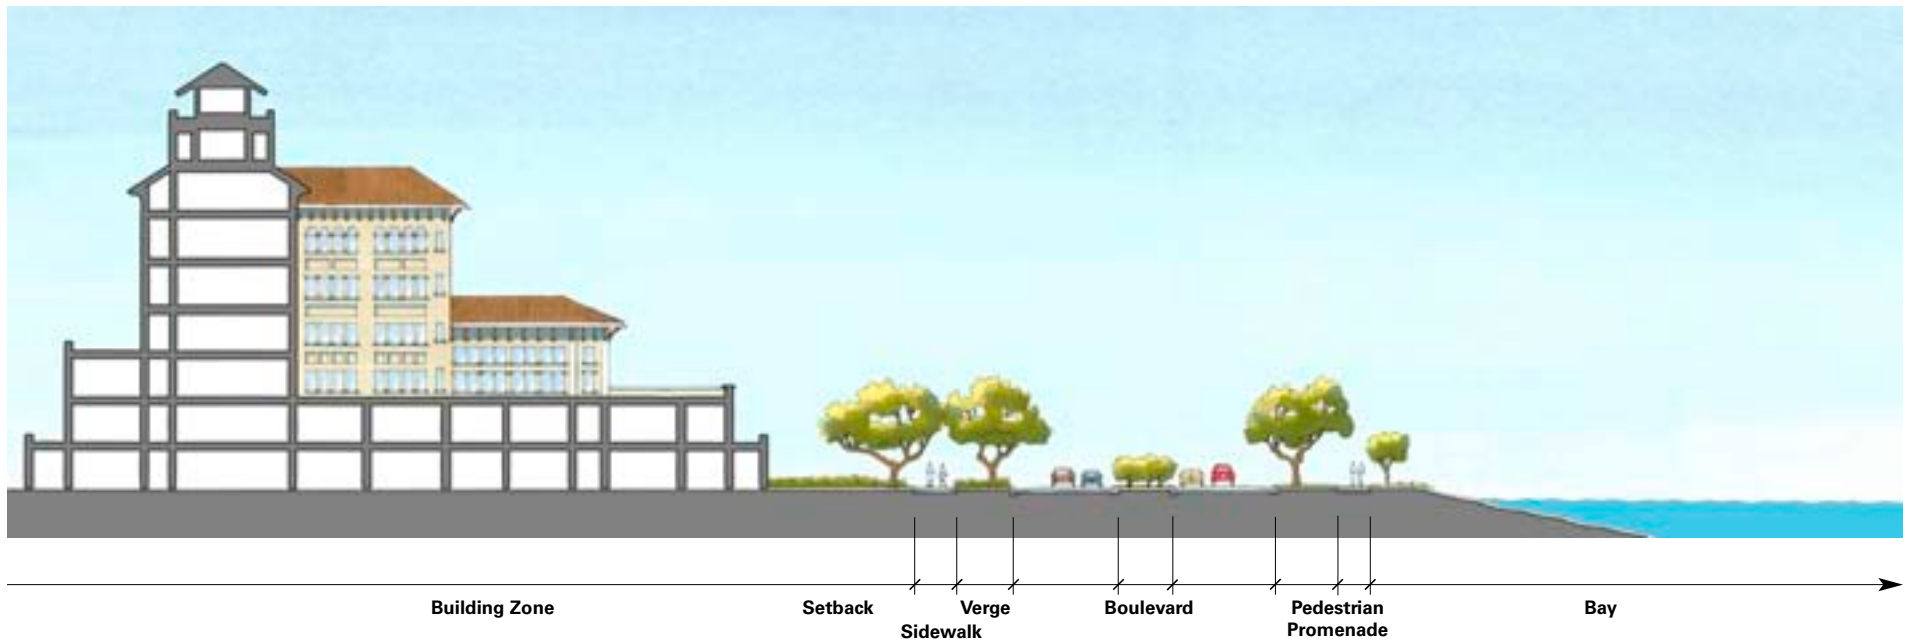 Building Zone
Setback
Sidewalk
Verge
Boulevard
Pedestrian
Promenade
Bay